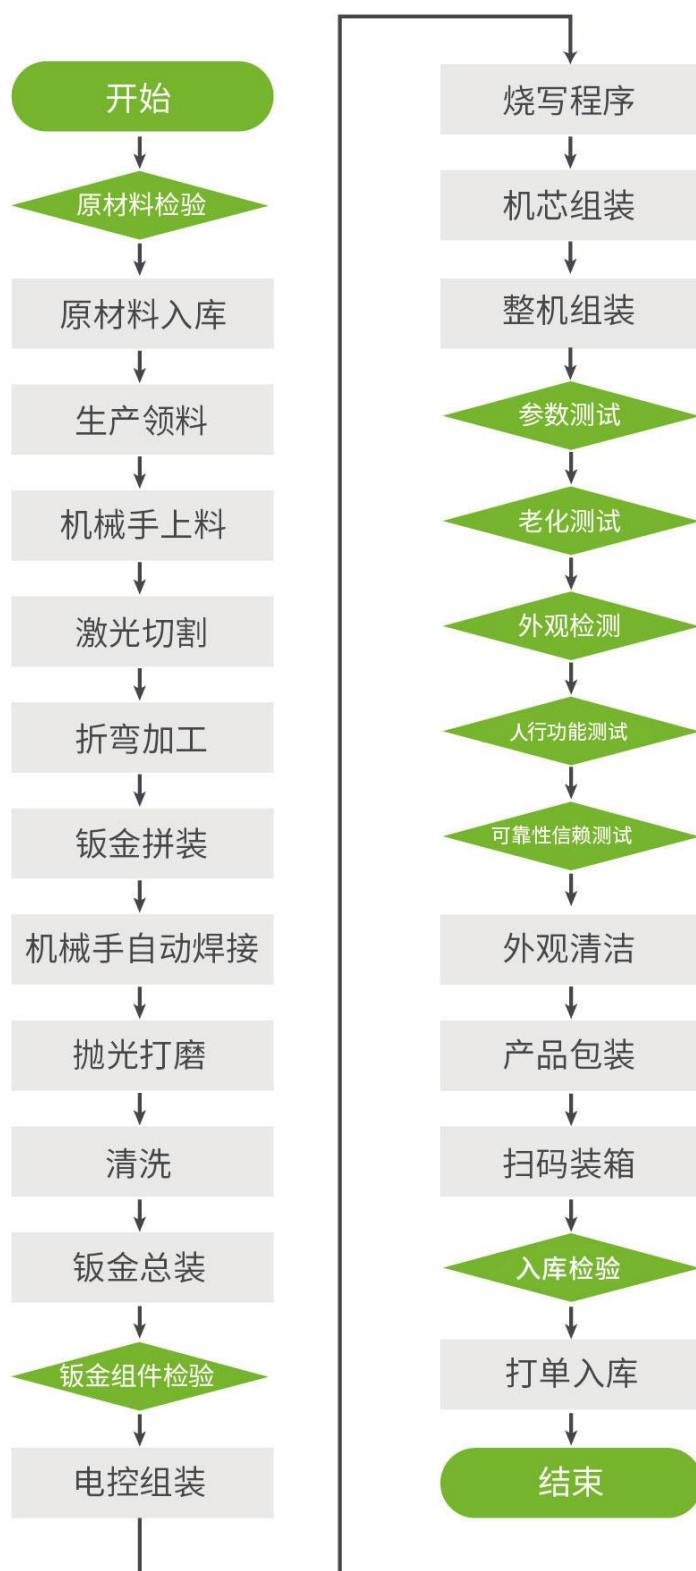 开始
原材料检验
原材料入库
生产领料
机械手上料
激光切割
折弯加工
钣金拼装
机械手自动焊接
抛光打磨
清洗
钣金总装
钣金组件检验
电控组装
烧写程序
机芯组装
整机组装
参数测试
老化测试
外观检测
人行功能测试
可靠性信赖测试
外观清洁
产品包装
扫码装箱
入库检验
打单入库
结束